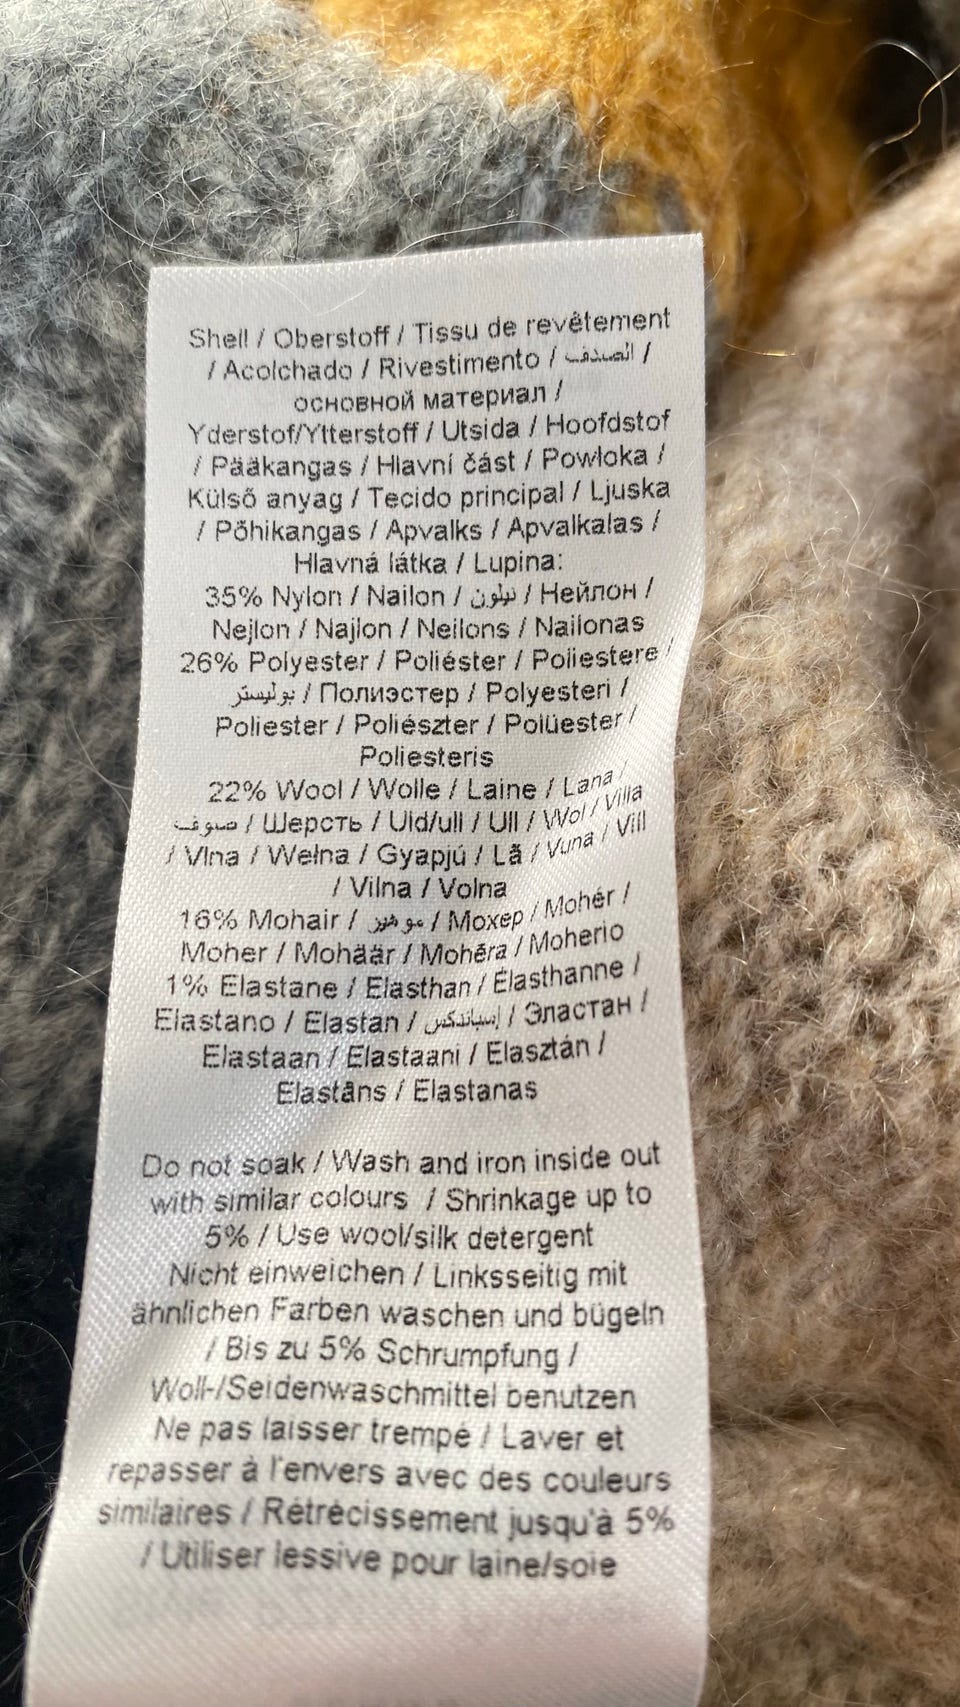 Shell / Oberstoff / Tissu de revêtement
/ Acolchado / Rivestimento / الصدف /
основной материал /
Yderstof/Ytterstoff / Utsida / Hoofdstof
/ Pääkangas / Hlavní část / Powłoka /
Külső anyag / Tecido principal / Ljuska
/ Põhikangas / Apvalks / Apvalkalas /
Hlavná látka / Lupina:
35% Nylon / Nailon / نيلون / Нейлон /
Nejlon / Najlon / Neilons / Nailonas
26% Polyester / Poliéster / Poliestere /
بوليستر / Полиэстер / Polyesteri /
Poliester / Poliészter / Polüester /
Poliesteris
22% Wool / Wolle / Laine / Lana /
صوف / Шерсть / Uld/ull / Ull / Wol / Villa
/ Vlna / Wełna / Gyapjú / Lã / Vuna / Vill
/ Vilna / Volna
16% Mohair / موهير / Мохер / Mohér /
Moher / Mohäär / Mohēra / Moherio
1% Elastane / Elasthan / Élasthanne /
Elastano / Elastan / إسباندكس / Эластан /
Elastaan / Elastaani / Elasztán /
Elastāns / Elastanas
Do not soak / Wash and iron inside out
with similar colours / Shrinkage up to
5% / Use wool/silk detergent
Nicht einweichen / Linksseitig mit
ähnlichen Farben waschen und bügeln
/ Bis zu 5% Schrumpfung /
Woll-/Seidenwaschmittel benutzen
Ne pas laisser trempé / Laver et
repasser à l'envers avec des couleurs
similaires / Rétrécissement jusqu'à 5%
/ Utiliser lessive pour laine/soie